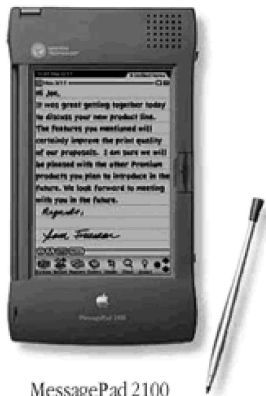 Hi Jon,
It was great getting together today
to discuss your new product line.
The features you mentioned will
certainly improve the print quality
of our proposals. I am sure we will
be pleased with the other Premium
products you plan to introduce in the
future. We look forward to meeting
with you in the future.
Regards,
MessagePad 2100
MessagePad 2100